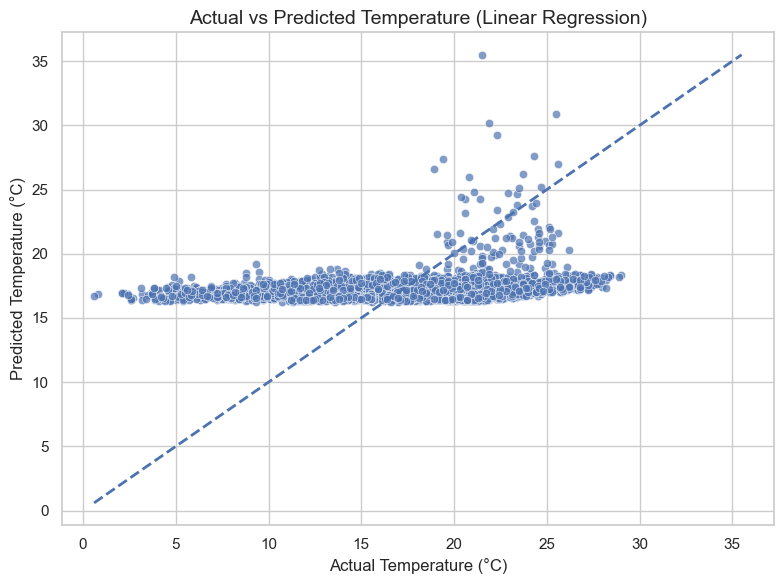 Actual vs Predicted Temperature (Linear Regression)
Predicted Temperature (°C)
35
30
25
20
15
10
5
0
0 5 10 15 20 25 30 35
Actual Temperature (°C)